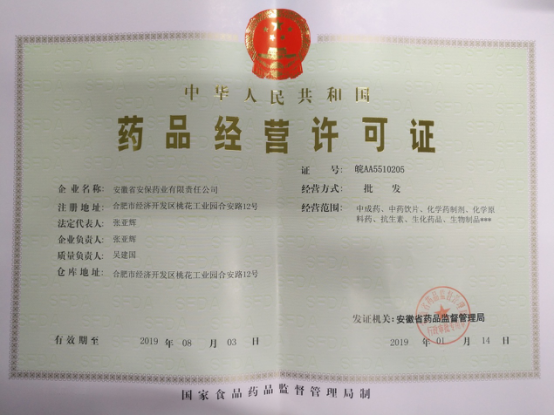 中华人民共和国
药品经营许可证
证 号: 皖AA5510205
企业名称: 安徽省安保药业有限责任公司
经营方式: 批 发
注册地址: 合肥市经济开发区桃花工业园合安路12号
经营范围: 中成药、中药饮片、化学药制剂、化学原
料药、抗生素、生化药品、生物制品***
法定代表人: 张亚辉
企业负责人: 张亚辉
质量负责人: 吴建国
仓库地址: 合肥市经济开发区桃花工业园合安路12号
发证机关: 安徽省药品监督管理局
有效期至 2019 年 08 月 03 日
2019 年 01 月 14 日
国家食品药品监督管理局制